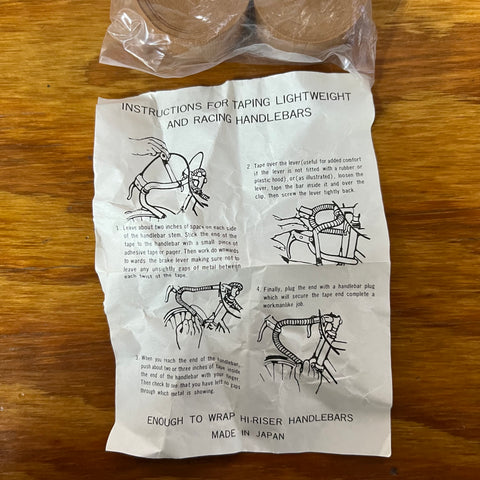 INSTRUCTIONS FOR TAPING LIGHTWEIGHT
AND RACING HANDLEBARS
1. Leave about two inches of space on each side
of the handlebar stem. Stick the end of the
tape to the handlebar with a small piece of
adhesive tape or paper. Then work do wnwards
to wards the brake lever making sure not to
leave any unsightly gaps of metal between
each twist of the tape.
2. Tape over the lever (useful for added comfort
if the lever is not fitted with a rubber or
plastic hood), or (as illustrated), loosen the
lever, tape the bar inside it and over the
clip, then screw the lever tightly back.
3. When you reach the end of the handlebar,
push about two or three inches of tape inside
the end of the handlebar with your finger.
Then check to see that you have left no gaps
through which metal is showing.
4. Finally, plug the end with a handlebar plug
which will secure the tape end complete a
workmanlike job.
ENOUGH TO WRAP HI-RISER HANDLEBARS
MADE IN JAPAN